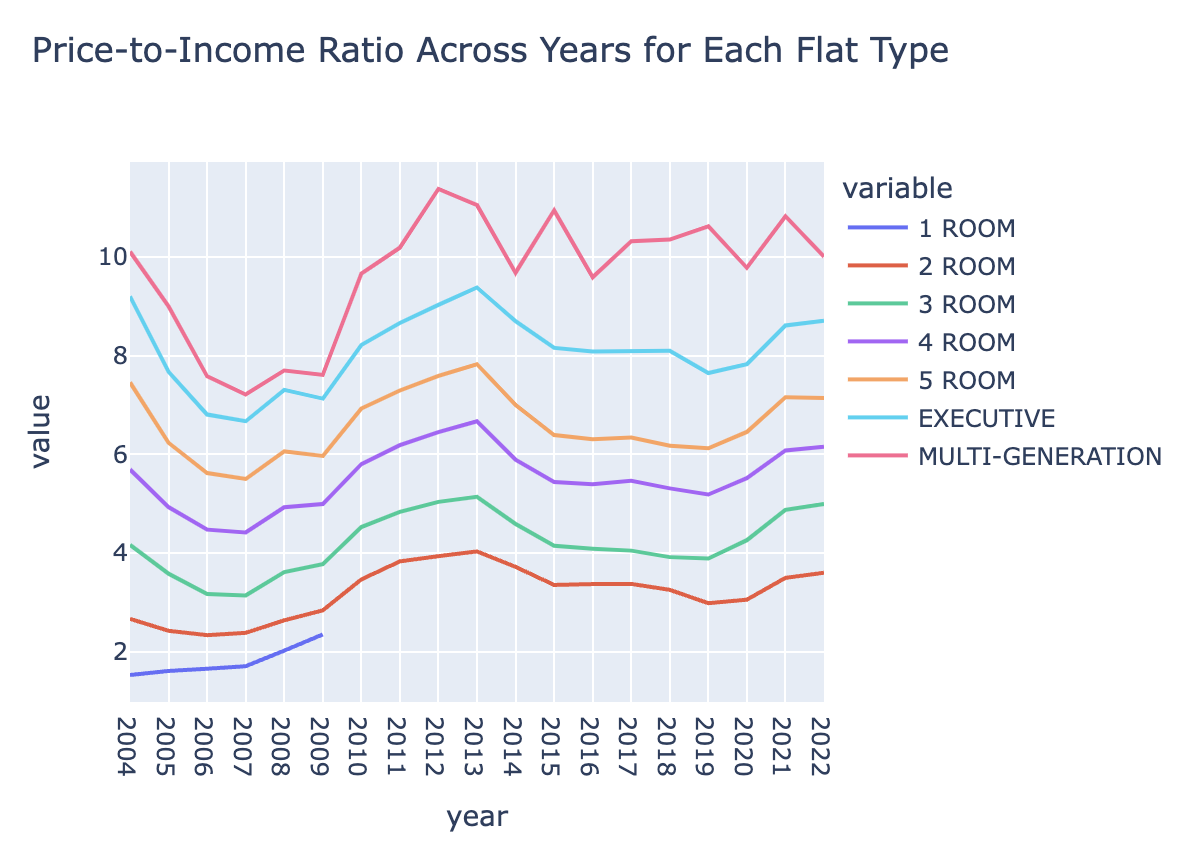 Price-to-Income Ratio Across Years for Each Flat Type
variable
1 ROOM
2 ROOM
3 ROOM
4 ROOM
5 ROOM
EXECUTIVE
MULTI-GENERATION
value
10
8
6
4
2
2004
2005
2006
2007
2008
2009
2010
2011
2012
2013
2014
2015
2016
2017
2018
2019
2020
2021
2022
year